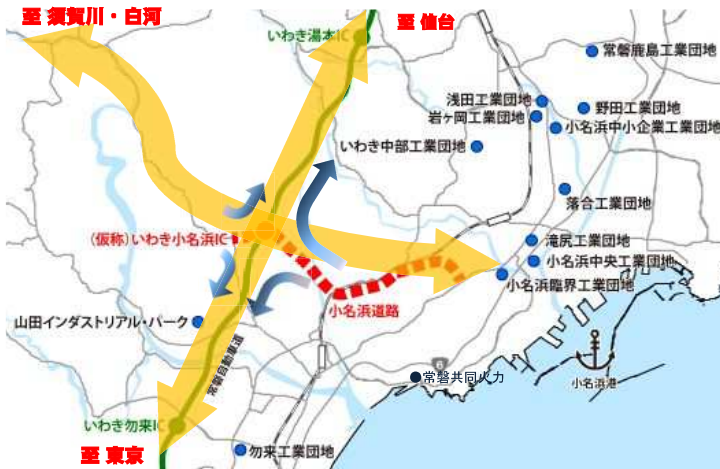 至 須賀川・白河
至 仙台
いわき湯本IC
常磐鹿島工業団地
浅田工業団地
野田工業団地
岩ヶ岡工業団地
小名浜中小企業工業団地
いわき中部工業団地
落合工業団地
(仮称)いわき小名浜IC
滝尻工業団地
小名浜中央工業団地
小名浜臨界工業団地
小名浜道路
山田インダストリアル・パーク
6
常磐共同火力
小名浜港
いわき勿来IC
勿来工業団地
至 東京